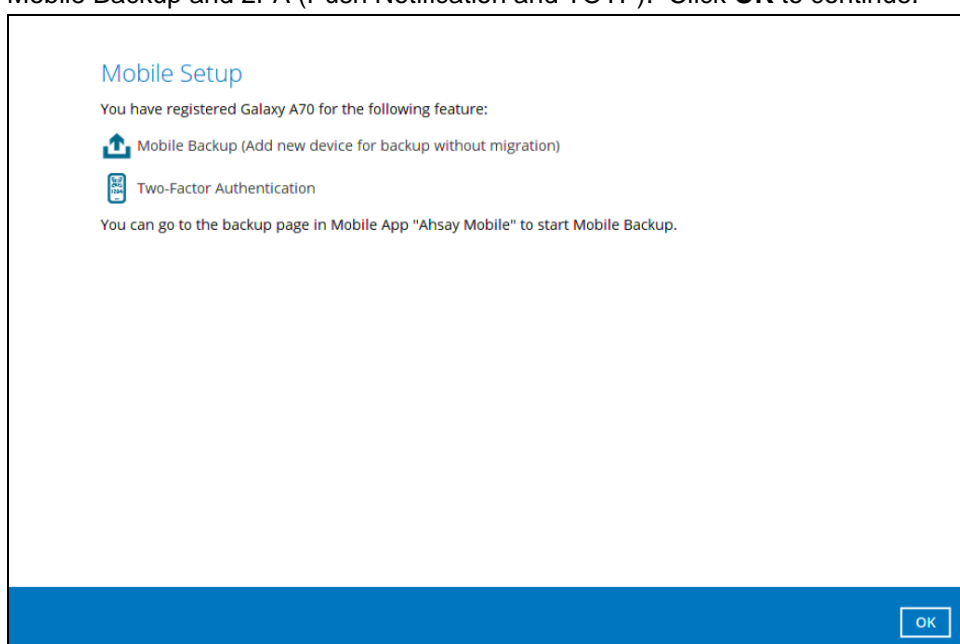 Mobile Backup and 2FA (Push Notification and TOTP). Click OK to continue.
Mobile Setup
You have registered Galaxy A70 for the following feature:
Mobile Backup (Add new device for backup without migration)
Two-Factor Authentication
You can go to the backup page in Mobile App "Ahsay Mobile" to start Mobile Backup.
OK